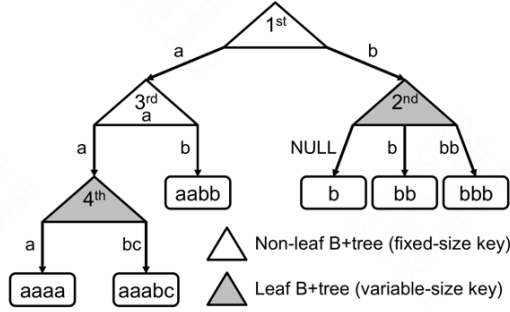 1st
a
b
3rd
a
2nd
a
b
NULL
b
bb
4th
aabb
b
bb
bbb
a
bc
Non-leaf B+tree (fixed-size key)
aaaa
aaabc
Leaf B+tree (variable-size key)